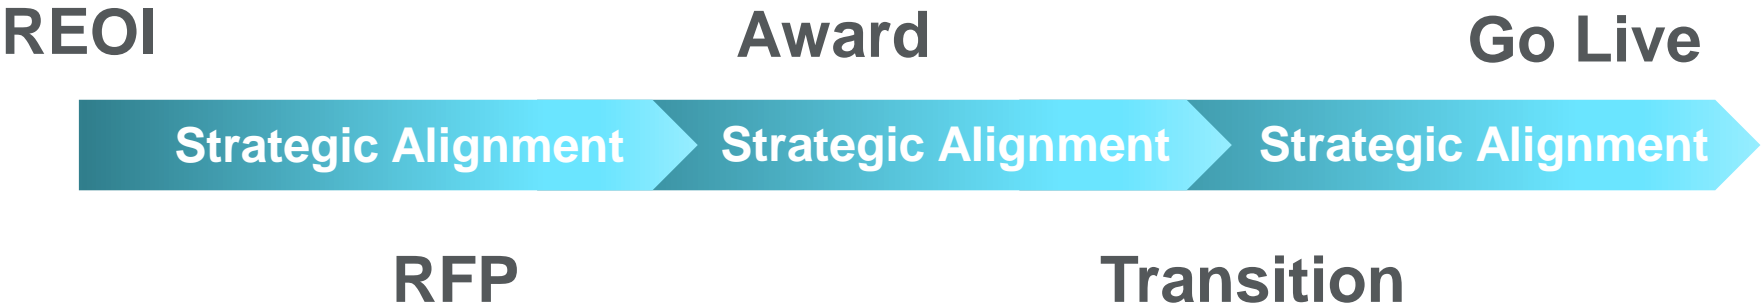 REOI
Award
Go Live
Strategic Alignment
Strategic Alignment
Strategic Alignment
RFP
Transition